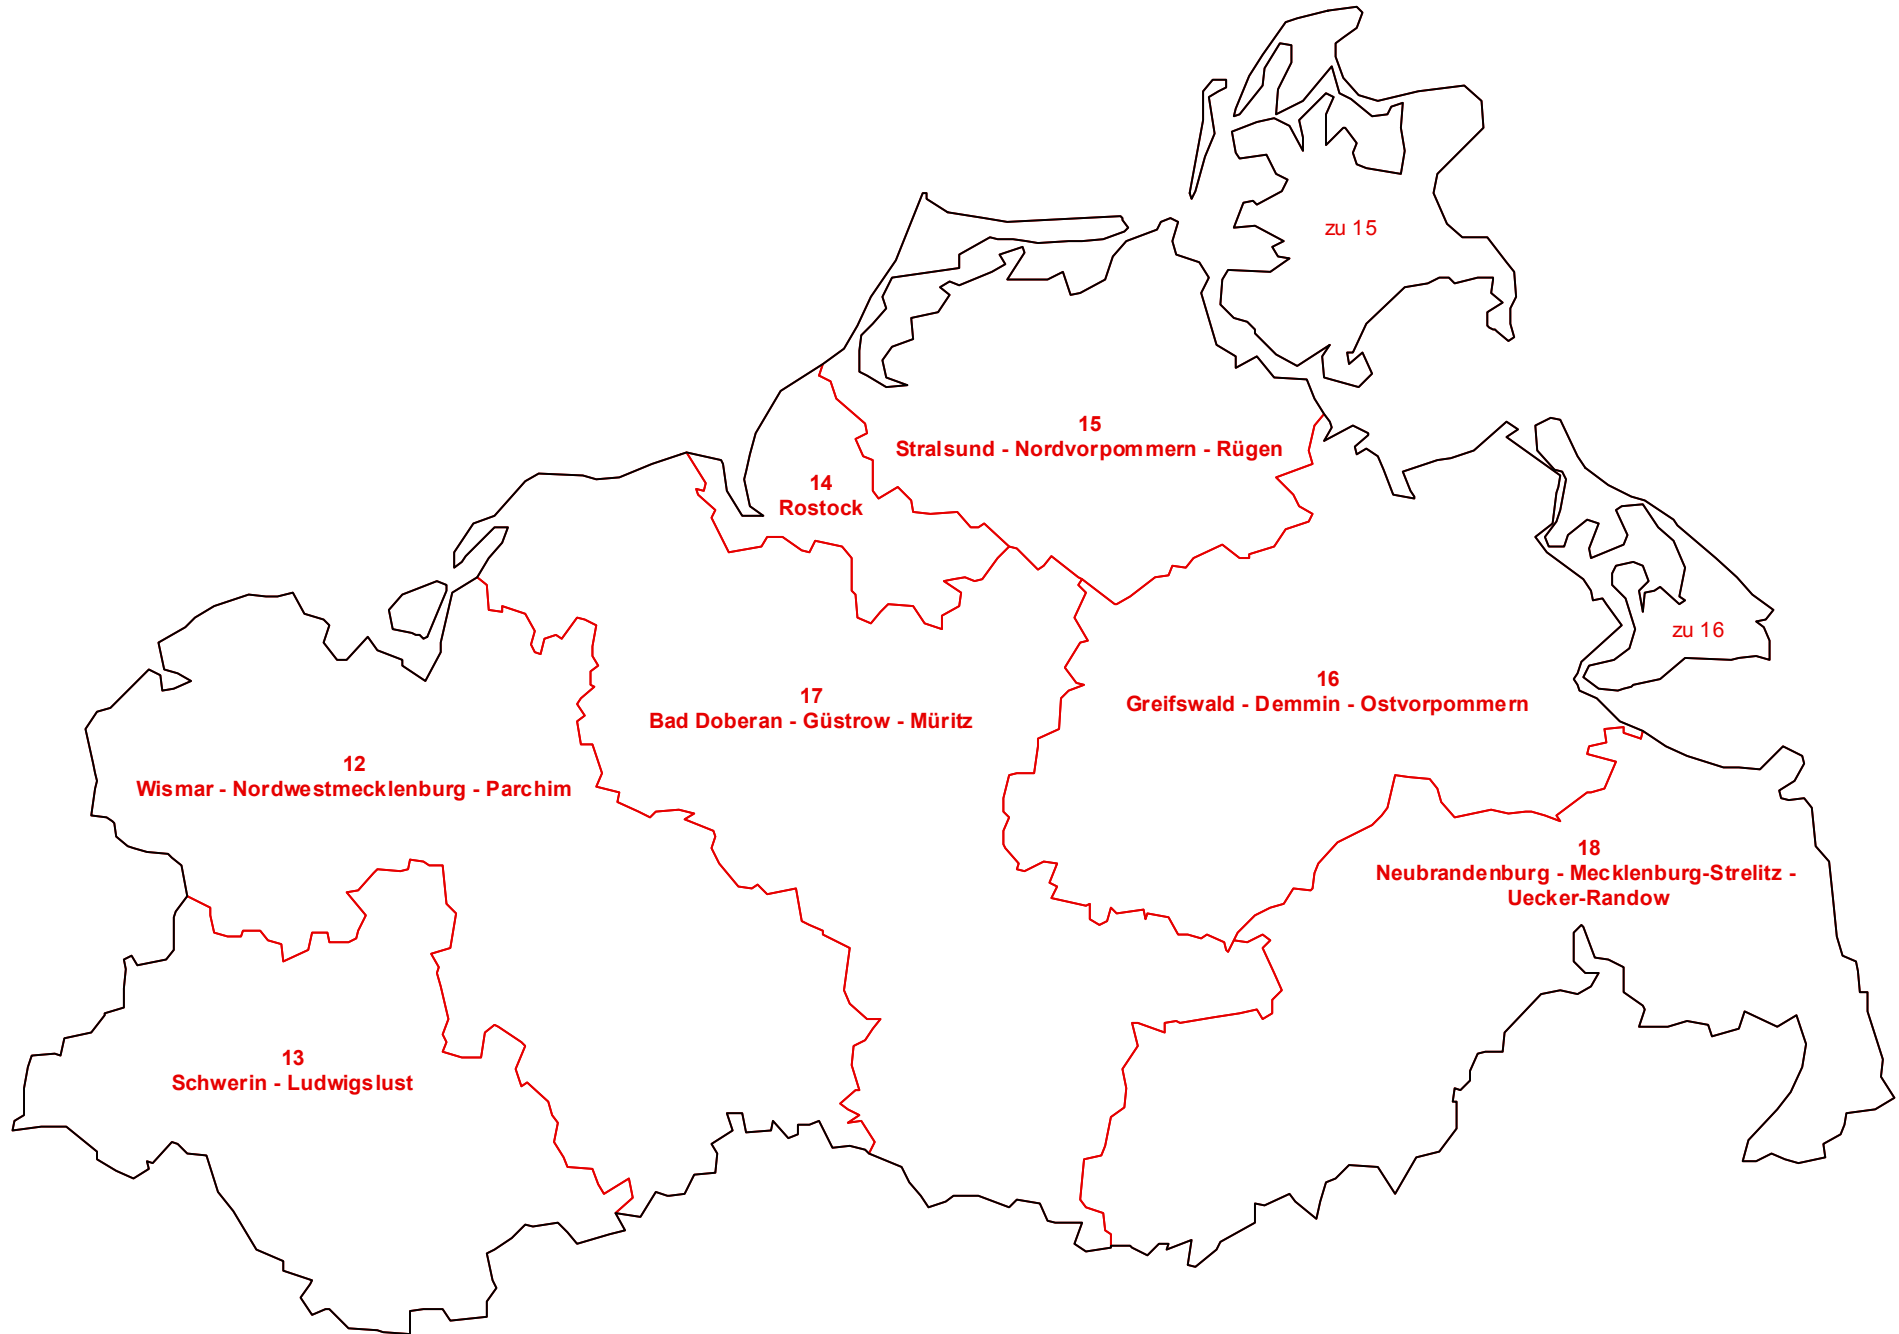 zu 15
15
Stralsund - Nordvorpommern - Rügen
14
Rostock
zu 16
16
Greifswald - Demmin - Ostvorpommern
17
Bad Doberan - Güstrow - Müritz
12
Wismar - Nordwestmecklenburg - Parchim
18
Neubrandenburg - Mecklenburg-Strelitz -
Uecker-Randow
13
Schwerin - Ludwigslust